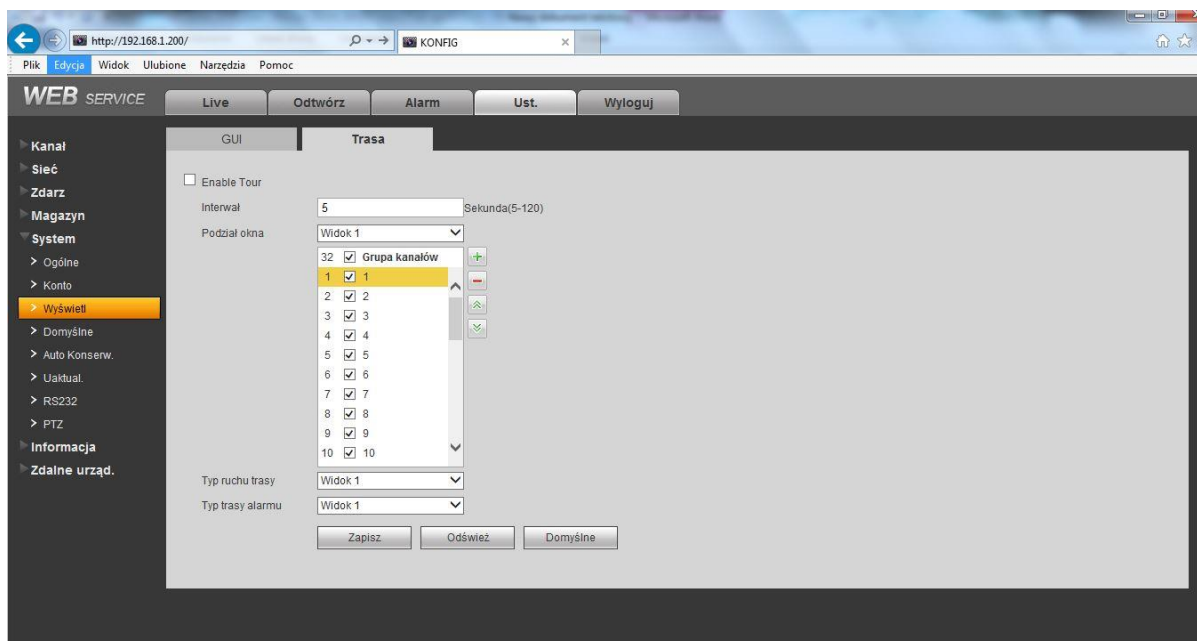 http://192.168.1.200/ KONFIG
Plik Edycja Widok Ulubione Narzędzia Pomoc
WEB SERVICE
Live Odtwórz Alarm Ust. Wyloguj
GUI Trasa
Kanał
Sieć
Zdarz
Magazyn
System
Ogólne
Konto
Wyświetl
Domyślne
Auto Konserw.
Uaktual.
RS232
PTZ
Informacja
Zdalne urząd.
Enable Tour
Interwał 5 Sekunda(5-120)
Podział okna Widok 1
32 Grupa kanałów
1 1
2 2
3 3
4 4
5 5
6 6
7 7
8 8
9 9
10 10
Typ ruchu trasy Widok 1
Typ trasy alarmu Widok 1
Zapisz Odśwież Domyślne